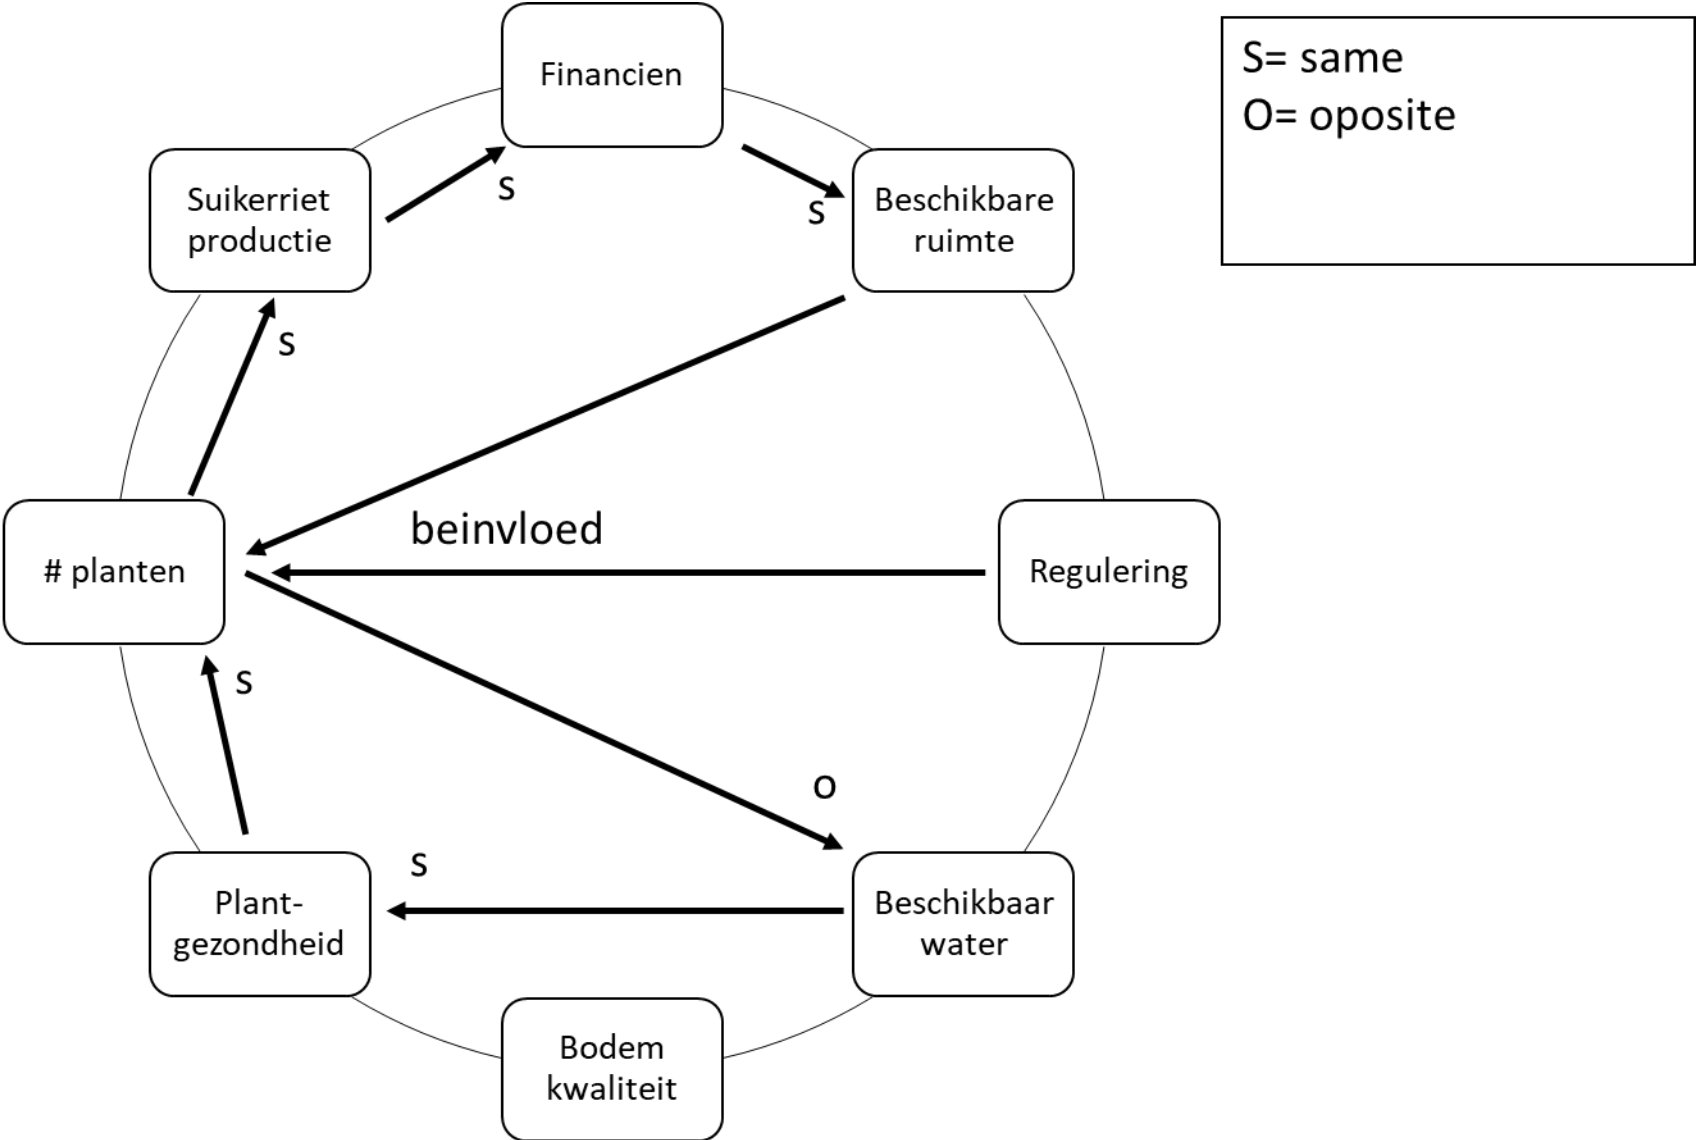 Financien
S= same
O= oposite
Suikerriet
productie
s
s
Beschikbare
ruimte
s
beinvloed
# planten
Regulering
s
o
s
Plant-
gezondheid
Beschikbaar
water
Bodem
kwaliteit